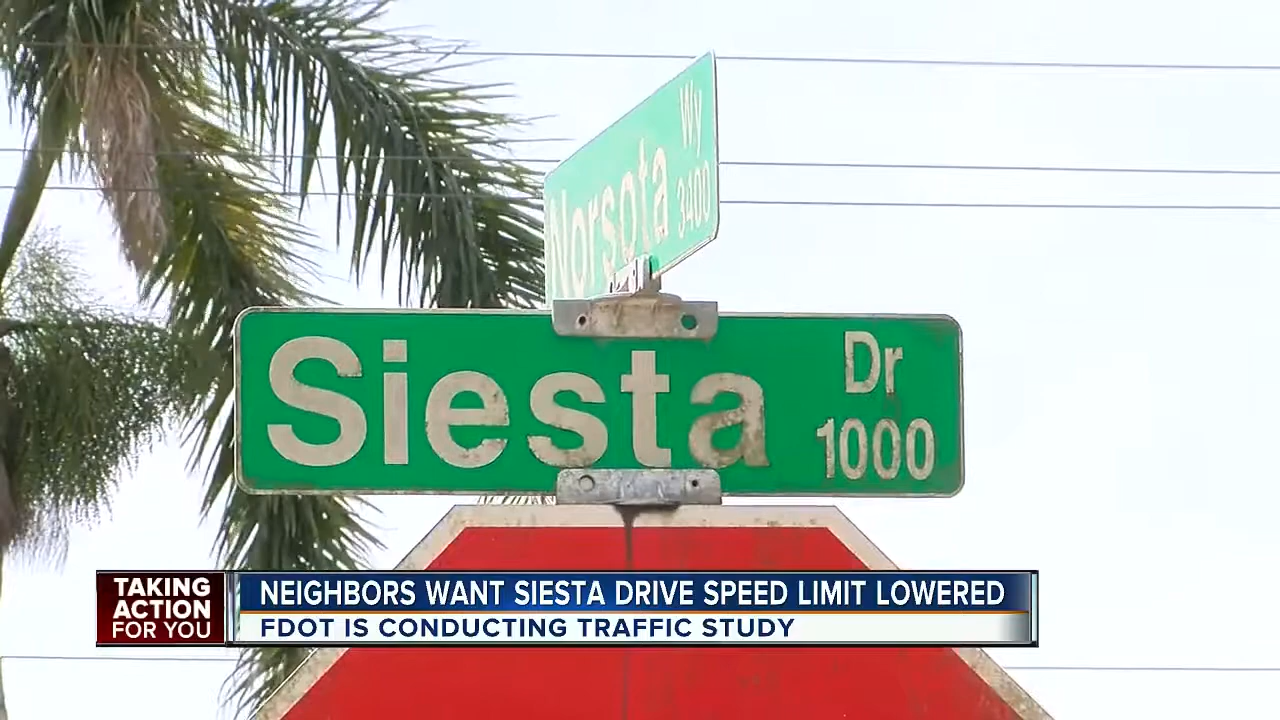 Norsota Wy
3400
Siesta Dr
1000
TAKING
ACTION
FOR YOU
NEIGHBORS WANT SIESTA DRIVE SPEED LIMIT LOWERED
FDOT IS CONDUCTING TRAFFIC STUDY